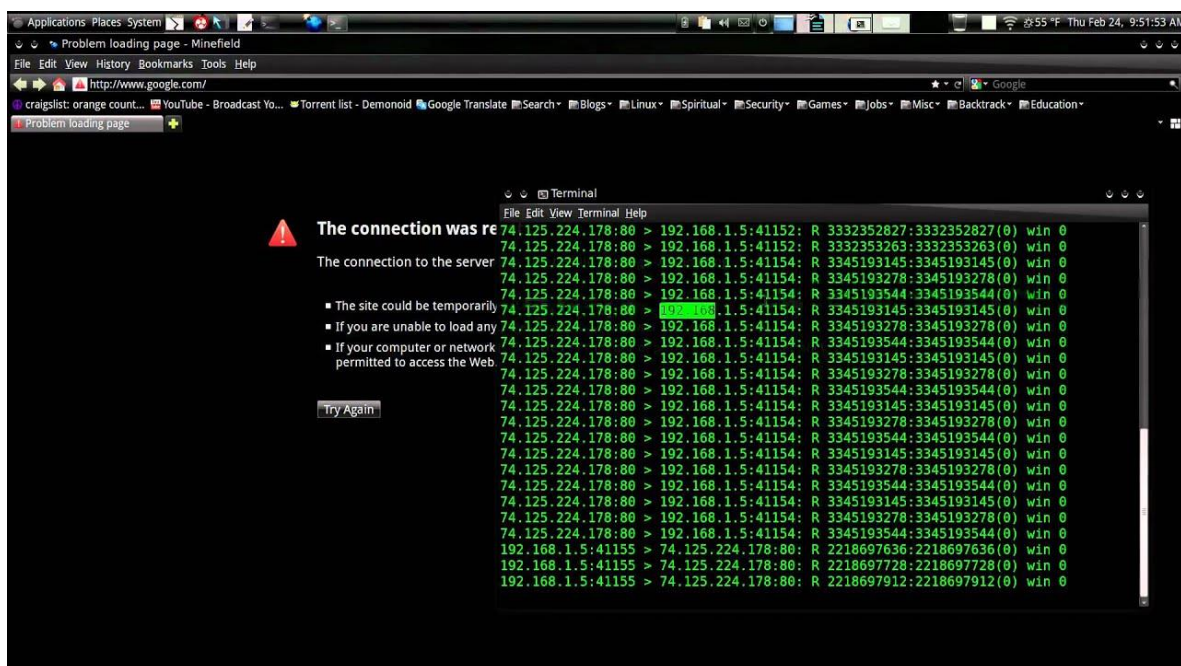 Applications Places System
55 °F Thu Feb 24, 9:51:53 AM
Problem loading page - Minefield
File Edit View History Bookmarks Tools Help
http://www.google.com/ Google
craigslist: orange count... YouTube - Broadcast Yo... Torrent list - Demonoid Google Translate Search Blogs Linux Spiritual Security Games Jobs Misc Backtrack Education
Problem loading page
The connection was re
The connection to the server
The site could be temporarily
If you are unable to load any
If your computer or network
permitted to access the Web
Try Again
Terminal
File Edit View Terminal Help
74.125.224.178:80 > 192.168.1.5:41152: R 3332352827:3332352827(0) win 0
74.125.224.178:80 > 192.168.1.5:41152: R 3332353263:3332353263(0) win 0
74.125.224.178:80 > 192.168.1.5:41154: R 3345193145:3345193145(0) win 0
74.125.224.178:80 > 192.168.1.5:41154: R 3345193278:3345193278(0) win 0
74.125.224.178:80 > 192.168.1.5:41154: R 3345193544:3345193544(0) win 0
74.125.224.178:80 > 192.168.1.5:41154: R 3345193145:3345193145(0) win 0
74.125.224.178:80 > 192.168.1.5:41154: R 3345193278:3345193278(0) win 0
74.125.224.178:80 > 192.168.1.5:41154: R 3345193544:3345193544(0) win 0
74.125.224.178:80 > 192.168.1.5:41154: R 3345193145:3345193145(0) win 0
74.125.224.178:80 > 192.168.1.5:41154: R 3345193278:3345193278(0) win 0
74.125.224.178:80 > 192.168.1.5:41154: R 3345193544:3345193544(0) win 0
74.125.224.178:80 > 192.168.1.5:41154: R 3345193145:3345193145(0) win 0
74.125.224.178:80 > 192.168.1.5:41154: R 3345193278:3345193278(0) win 0
74.125.224.178:80 > 192.168.1.5:41154: R 3345193544:3345193544(0) win 0
74.125.224.178:80 > 192.168.1.5:41154: R 3345193145:3345193145(0) win 0
74.125.224.178:80 > 192.168.1.5:41154: R 3345193278:3345193278(0) win 0
74.125.224.178:80 > 192.168.1.5:41154: R 3345193544:3345193544(0) win 0
74.125.224.178:80 > 192.168.1.5:41154: R 3345193145:3345193145(0) win 0
74.125.224.178:80 > 192.168.1.5:41154: R 3345193278:3345193278(0) win 0
74.125.224.178:80 > 192.168.1.5:41154: R 3345193544:3345193544(0) win 0
192.168.1.5:41155 > 74.125.224.178:80: R 2218697636:2218697636(0) win 0
192.168.1.5:41155 > 74.125.224.178:80: R 2218697728:2218697728(0) win 0
192.168.1.5:41155 > 74.125.224.178:80: R 2218697912:2218697912(0) win 0